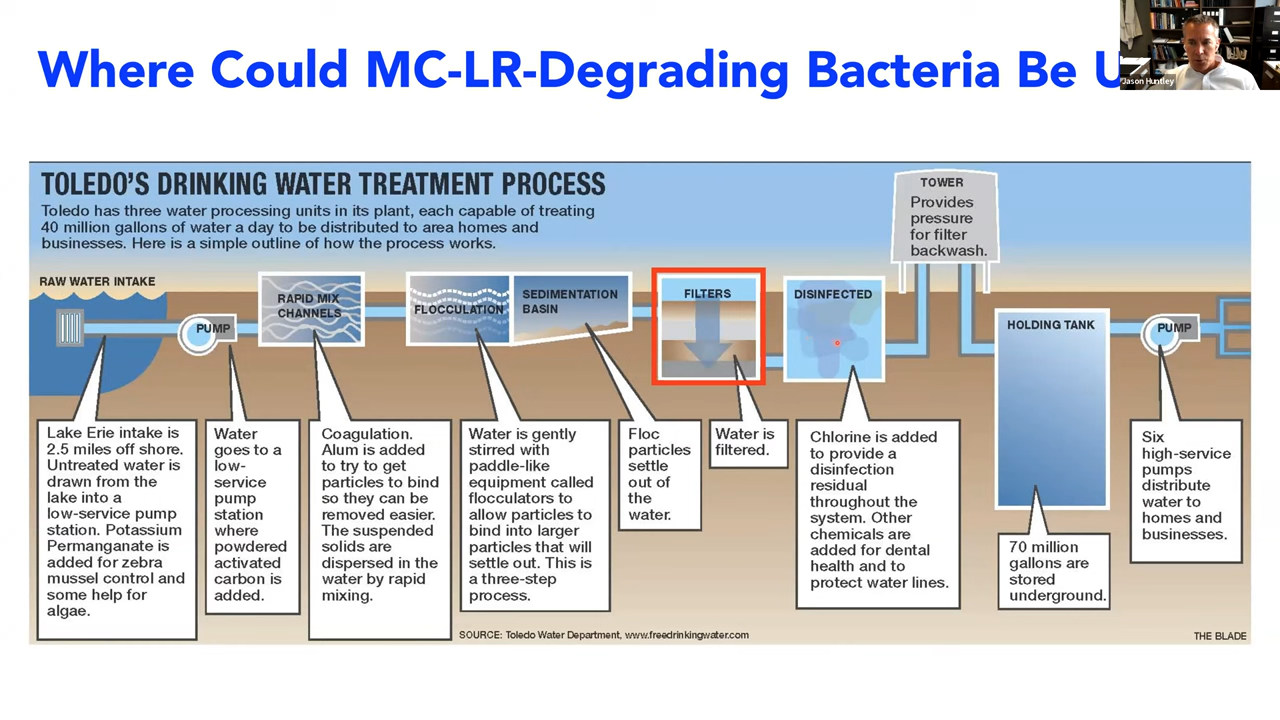 Where Could MC-LR-Degrading Bacteria Be
Jason Huntley
TOLEDO'S DRINKING WATER TREATMENT PROCESS
Toledo has three water processing units in its plant, each capable of treating
40 million gallons of water a day to be distributed to area homes and
businesses. Here is a simple outline of how the process works.
TOWER
Provides
pressure
for filter
backwash.
RAW WATER INTAKE
PUMP
RAPID MIX
CHANNELS
FLOCCULATION
SEDIMENTATION
BASIN
FILTERS
DISINFECTED
HOLDING TANK
PUMP
Lake Erie intake is
2.5 miles off shore.
Untreated water is
drawn from the
lake into a
low-service pump
station. Potassium
Permanganate is
added for zebra
mussel control and
some help for
algae.
Water
goes to a
low-
service
pump
station
where
powdered
activated
carbon is
added.
Coagulation.
Alum is added
to try to get
particles to bind
so they can be
removed easier.
The suspended
solids are
dispersed in the
water by rapid
mixing.
Water is gently
stirred with
paddle-like
equipment called
flocculators to
allow particles to
bind into larger
particles that will
settle out. This is
a three-step
process.
Floc
particles
settle
out of
the
water.
Water is
filtered.
Chlorine is added
to provide a
disinfection
residual
throughout the
system. Other
chemicals are
added for dental
health and to
protect water lines.
70 million
gallons are
stored
underground.
Six
high-service
pumps
distribute
water to
homes and
businesses.
SOURCE: Toledo Water Department, www.freedrinkingwater.com
THE BLADE